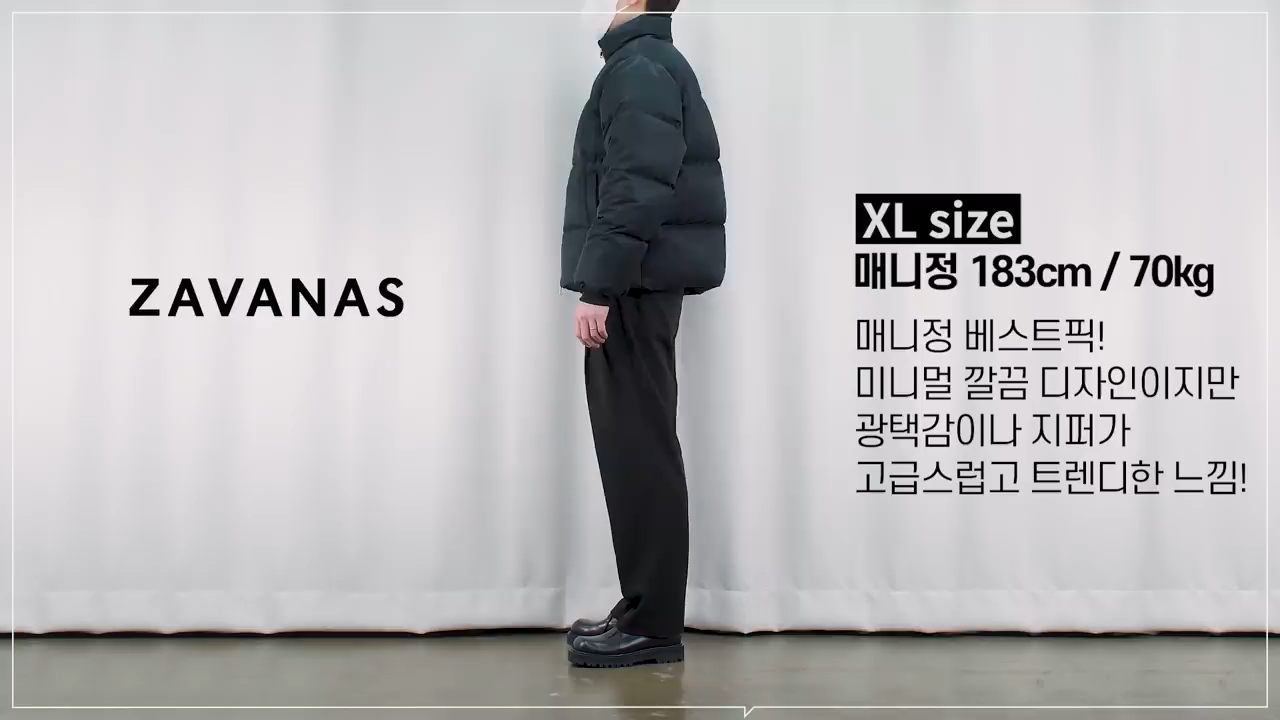 ZAVANAS
XL size
매니정 183cm / 70kg
매니정 베스트픽!
미니멀 깔끔 디자인이지만
광택감이나 지퍼가
고급스럽고 트렌디한 느낌!